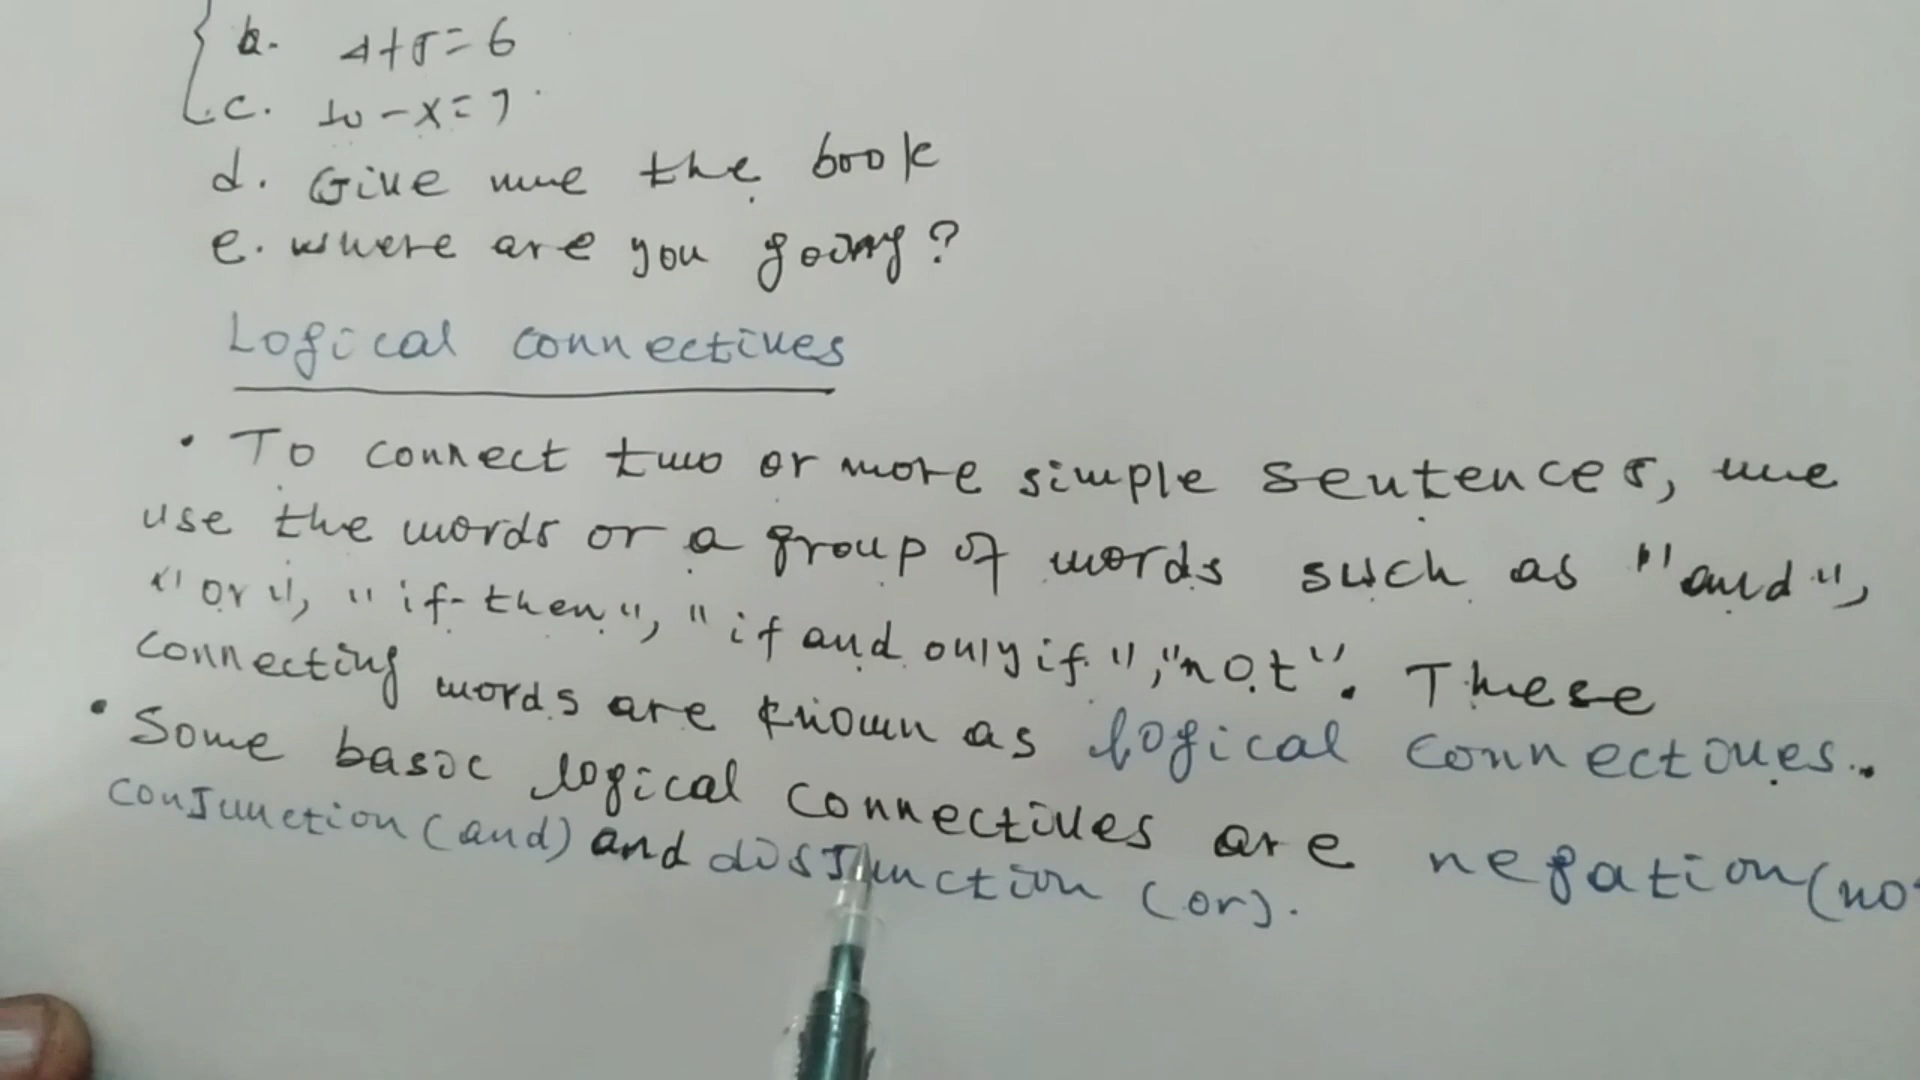 b. 4+5=6
c. 10-x=7
d. Give me the book
e. where are you going?
Logical connectives
• To connect two or more simple sentences, we
use the words or a group of words such as "and",
"or", "if-then", "if and only if", "not". These
connecting words are known as logical connectives.
• Some basic logical connectives are negation (no
conjunction (and) and disjunction (or).